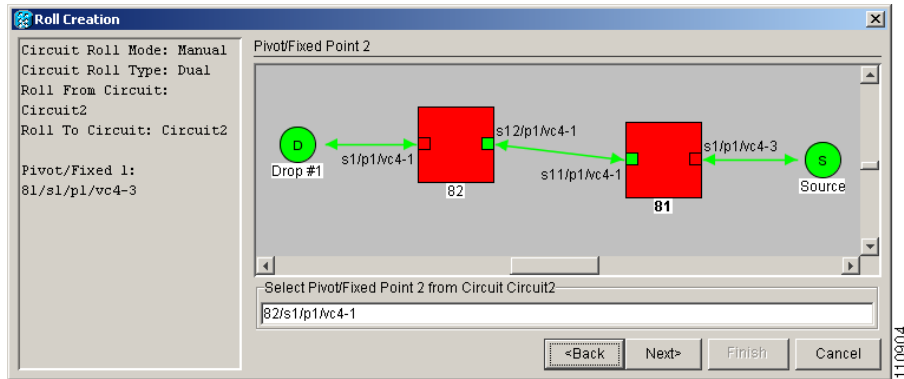 Roll Creation
Circuit Roll Mode: Manual
Circuit Roll Type: Dual
Roll From Circuit:
Circuit2
Roll To Circuit: Circuit2
Pivot/Fixed 1:
81/s1/p1/vc4-3
Pivot/Fixed Point 2
D
Drop #1
s1/p1/vc4-1
82
s12/p1/vc4-1
s11/p1/vc4-1
81
s1/p1/vc4-3
S
Source
Select Pivot/Fixed Point 2 from Circuit Circuit2
82/s1/p1/vc4-1
<Back
Next>
Finish
Cancel
110904